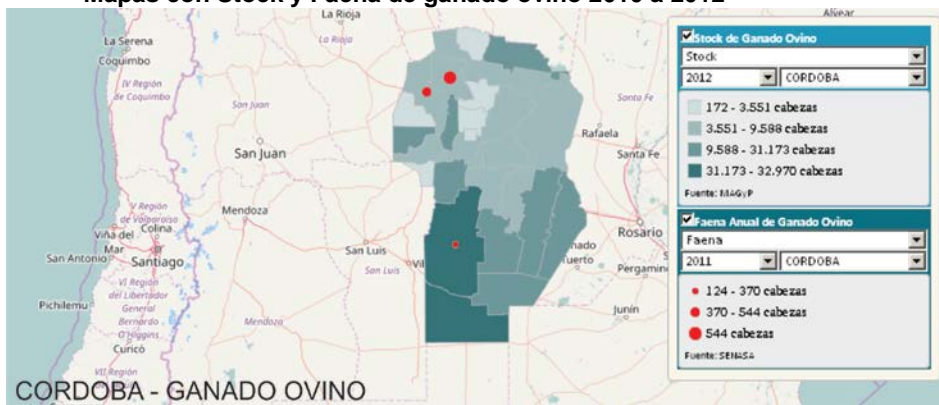 Mapas con Stock y Faena de ganado ovino 2010 a 2012
La Rioja
Alvear
La Serena
Coquimbo
La Rioja
IV Región
de Coquimbo
San Juan
Santa Fe
Rafaela
San Juan
Santa Fe
V Región
de Valparaíso
Mendoza
Viña del
Mar
Colina
San Antonio
Santiago
San Luis
San Luis
Rosario
Pergamin
VI Región
del Libertador
General
Bernardo
O'Higgins
Pichilemu
Mendoza
Junín
Curicó
VII Región
CORDOBA - GANADO OVINO
Stock de Ganado Ovino
Stock
2012 CORDOBA
172 - 3.551 cabezas
3.551 - 9.588 cabezas
9.588 - 31.173 cabezas
31.173 - 32.970 cabezas
Fuente: MAGyP
Faena Anual de Ganado Ovino
Faena
2011 CORDOBA
124 - 370 cabezas
370 - 544 cabezas
544 cabezas
Fuente: SENASA